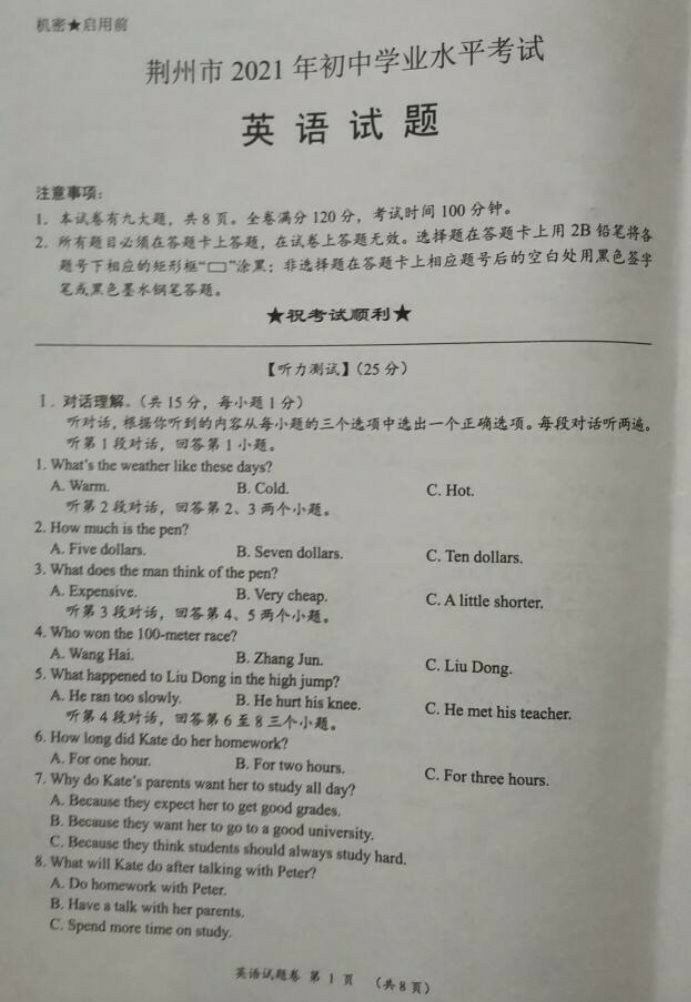 机密★启用前
荆州市 2021 年初中学业水平考试
英 语 试 题
注意事项：
1. 本试卷有九大题，共 8 页。全卷满分 120 分，考试时间 100 分钟。
2. 所有题目必须在答题卡上答题，在试卷上答题无效。选择题在答题卡上用 2B 铅笔将各
题号下相应的矩形框“▭”涂黑；非选择题在答题卡上相应题号后的空白处用黑色签字
笔或黑色墨水钢笔答题。
★祝考试顺利★
【听力测试】（25 分）
Ⅰ. 对话理解。（共 15 分，每小题 1 分）
听对话，根据你听到的内容从每小题的三个选项中选出一个正确选项。每段对话听两遍。
听第 1 段对话，回答第 1 小题。
1. What's the weather like these days?
A. Warm. B. Cold. C. Hot.
听第 2 段对话，回答第 2、3 两个小题。
2. How much is the pen?
A. Five dollars. B. Seven dollars. C. Ten dollars.
3. What does the man think of the pen?
A. Expensive. B. Very cheap. C. A little shorter.
听第 3 段对话，回答第 4、5 两个小题。
4. Who won the 100-meter race?
A. Wang Hai. B. Zhang Jun. C. Liu Dong.
5. What happened to Liu Dong in the high jump?
A. He ran too slowly. B. He hurt his knee. C. He met his teacher.
听第 4 段对话，回答第 6 至 8 三个小题。
6. How long did Kate do her homework?
A. For one hour. B. For two hours. C. For three hours.
7. Why do Kate's parents want her to study all day?
A. Because they expect her to get good grades.
B. Because they want her to go to a good university.
C. Because they think students should always study hard.
8. What will Kate do after talking with Peter?
A. Do homework with Peter.
B. Have a talk with her parents.
C. Spend more time on study.
英语试题卷 第 1 页 （共 8 页）